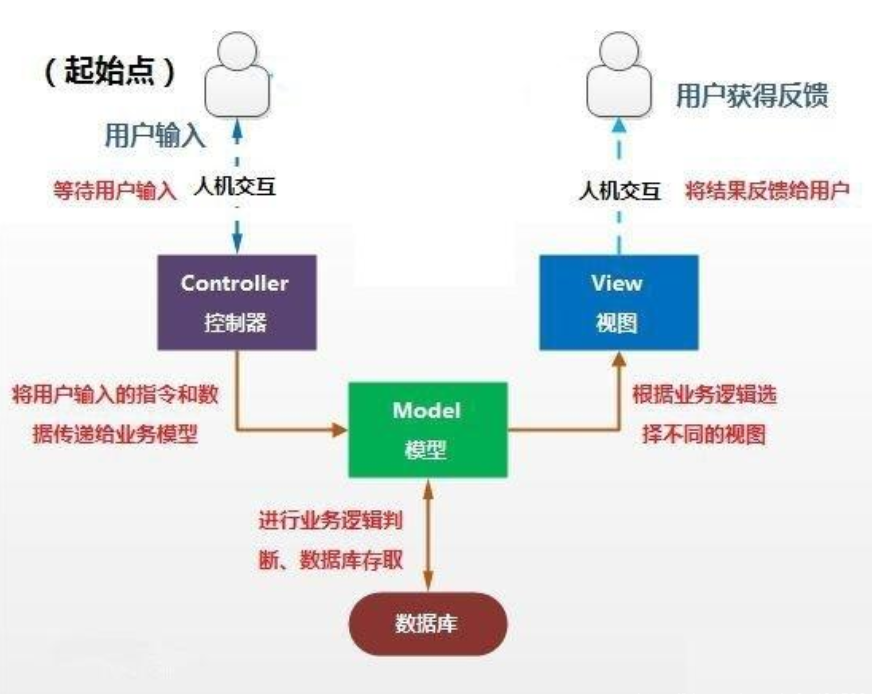 （起始点）
用户输入
用户获得反馈
等待用户输入
人机交互
人机交互
将结果反馈给用户
Controller
控制器
View
视图
将用户输入的指令和数
据传递给业务模型
Model
模型
根据业务逻辑选
择不同的视图
进行业务逻辑判
断、数据库存取
数据库